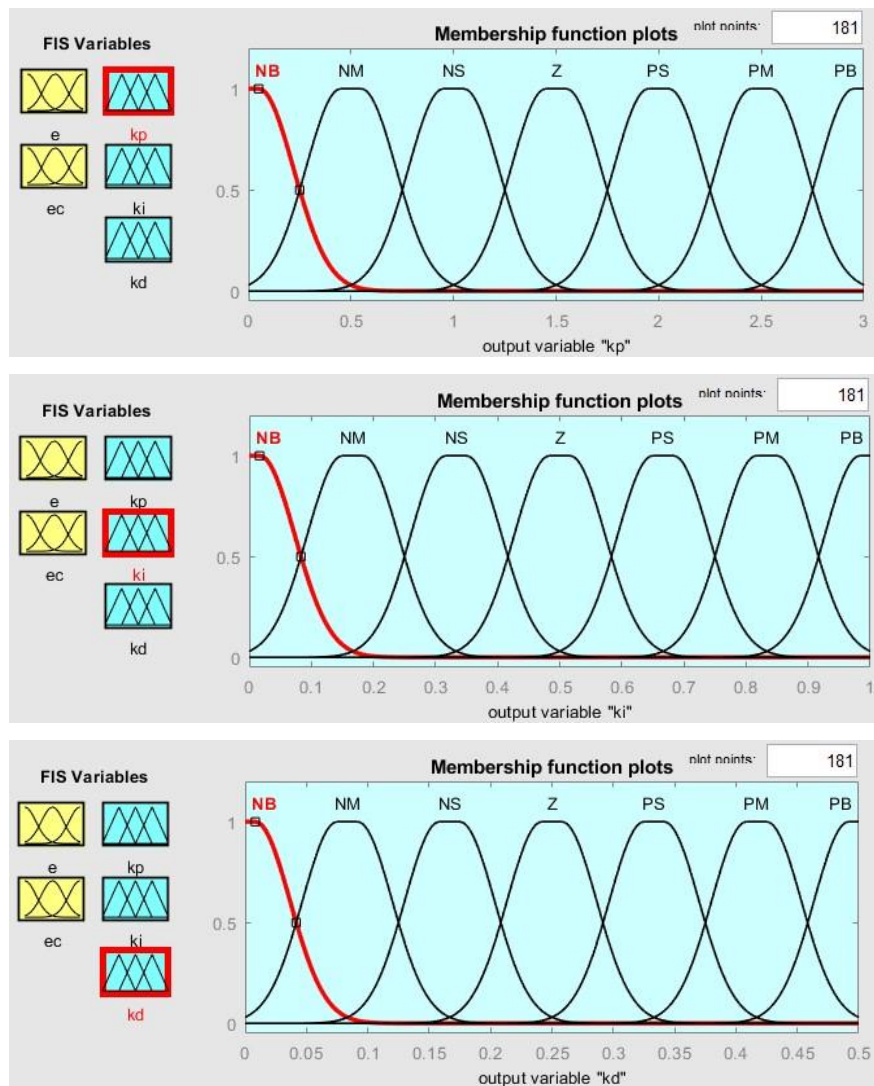 FIS Variables
Membership function plots
plot points:
181
NB NM NS Z PS PM PB
e
kp
ec
ki
kd
1
0.5
0
0 0.5 1 1.5 2 2.5 3
output variable "kp"
FIS Variables
Membership function plots
plot points:
181
NB NM NS Z PS PM PB
e
kp
ec
ki
kd
1
0.5
0
0 0.1 0.2 0.3 0.4 0.5 0.6 0.7 0.8 0.9 1
output variable "ki"
FIS Variables
Membership function plots
plot points:
181
NB NM NS Z PS PM PB
e
kp
ec
ki
kd
1
0.5
0
0 0.05 0.1 0.15 0.2 0.25 0.3 0.35 0.4 0.45 0.5
output variable "kd"